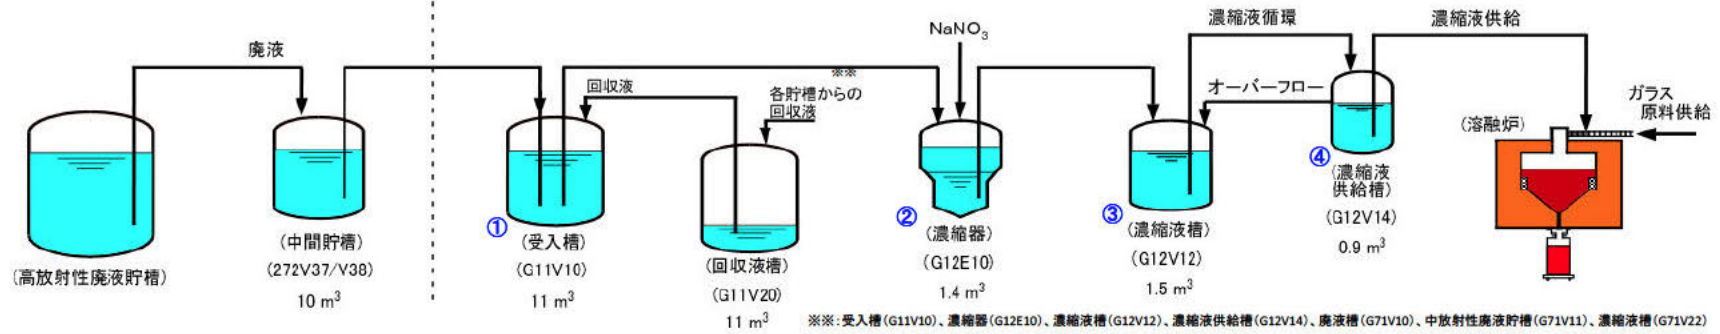 廃液
(高放射性廃液貯槽)
(中間貯槽)
(272V37/V38)
10 m³
①
(受入槽)
(G11V10)
11 m³
回収液
各貯槽からの
回収液
(回収液槽)
(G11V20)
11 m³
※※
NaNO₃
②
(濃縮器)
(G12E10)
1.4 m³
③
(濃縮液槽)
(G12V12)
1.5 m³
濃縮液循環
オーバーフロー
④
(濃縮液
供給槽)
(G12V14)
0.9 m³
濃縮液供給
(溶融炉)
ガラス
原料供給
※※:受入槽(G11V10)、濃縮器(G12E10)、濃縮液槽(G12V12)、濃縮液供給槽(G12V14)、廃液槽(G71V10)、中放射性廃液貯槽(G71V11)、濃縮液槽(G71V22)